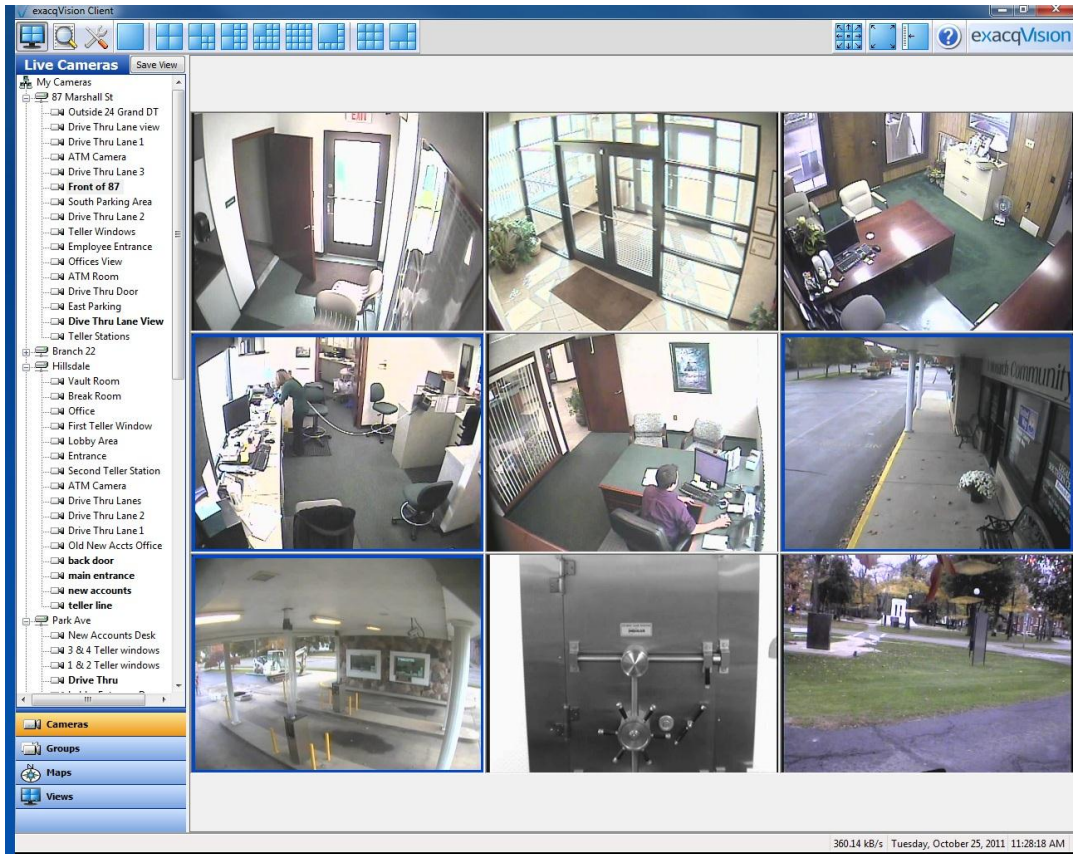 exacqVision Client
exacqVision
Live Cameras
Save View
My Cameras
87 Marshall St
Outside 24 Grand DT
Drive Thru Lane view
Drive Thru Lane 1
ATM Camera
Drive Thru Lane 3
Front of 87
South Parking Area
Drive Thru Lane 2
Teller Windows
Employee Entrance
Offices View
ATM Room
Drive Thru Door
East Parking
Dive Thru Lane View
Teller Stations
Branch 22
Hillsdale
Vault Room
Break Room
Office
First Teller Window
Lobby Area
Entrance
Second Teller Station
ATM Camera
Drive Thru Lanes
Drive Thru Lane 2
Drive Thru Lane 1
Old New Accts Office
back door
main entrance
new accounts
teller line
Park Ave
New Accounts Desk
3 & 4 Teller windows
1 & 2 Teller windows
Drive Thru
Cameras
Groups
Maps
Views
EXIT
Community
360.14 kB/s Tuesday, October 25, 2011 11:28:18 AM